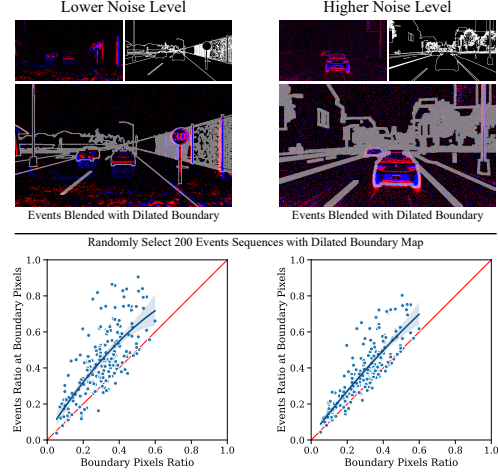 Lower Noise Level
Higher Noise Level
30
Events Blended with Dilated Boundary
Events Blended with Dilated Boundary
Randomly Select 200 Events Sequences with Dilated Boundary Map
Events Ratio at Boundary Pixels
1.0
0.8
0.6
0.4
0.2
0.0
0.0 0.2 0.4 0.6 0.8 1.0
Boundary Pixels Ratio
Events Ratio at Boundary Pixels
1.0
0.8
0.6
0.4
0.2
0.0
0.0 0.2 0.4 0.6 0.8 1.0
Boundary Pixels Ratio